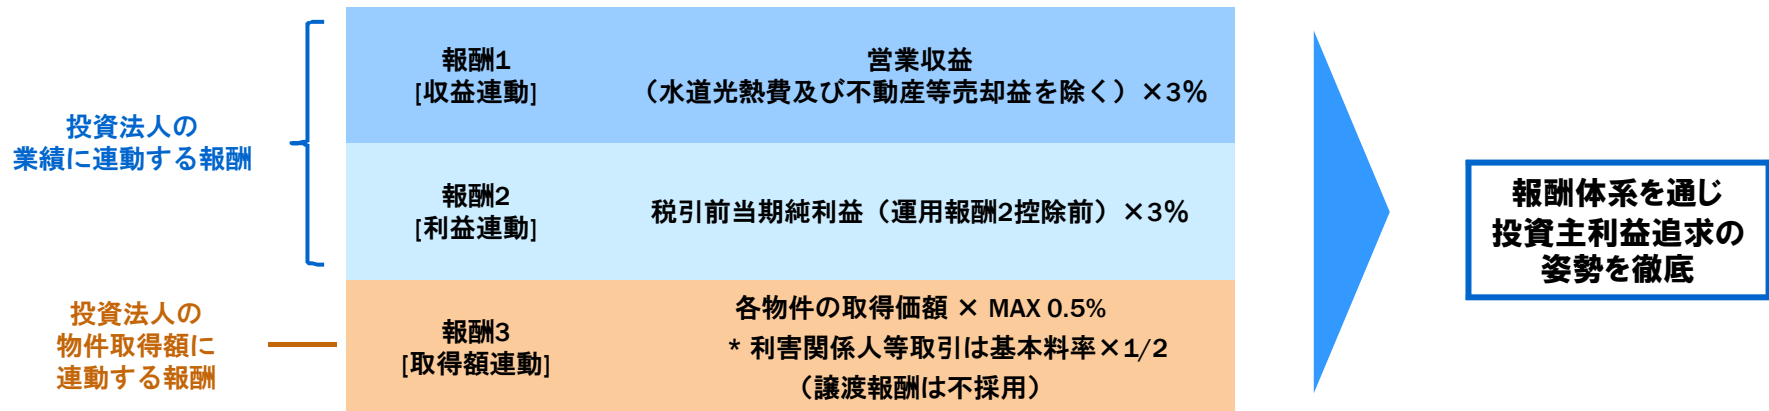 投資法人の
業績に連動する報酬
報酬1
[収益連動]
営業収益
（水道光熱費及び不動産等売却益を除く）×3%
報酬2
[利益連動]
税引前当期純利益（運用報酬2控除前）×3%
投資法人の
物件取得額に
連動する報酬
報酬3
[取得額連動]
各物件の取得価額 × MAX 0.5%
* 利害関係人等取引は基本料率×1/2
（譲渡報酬は不採用）
報酬体系を通じ
投資主利益追求の
姿勢を徹底